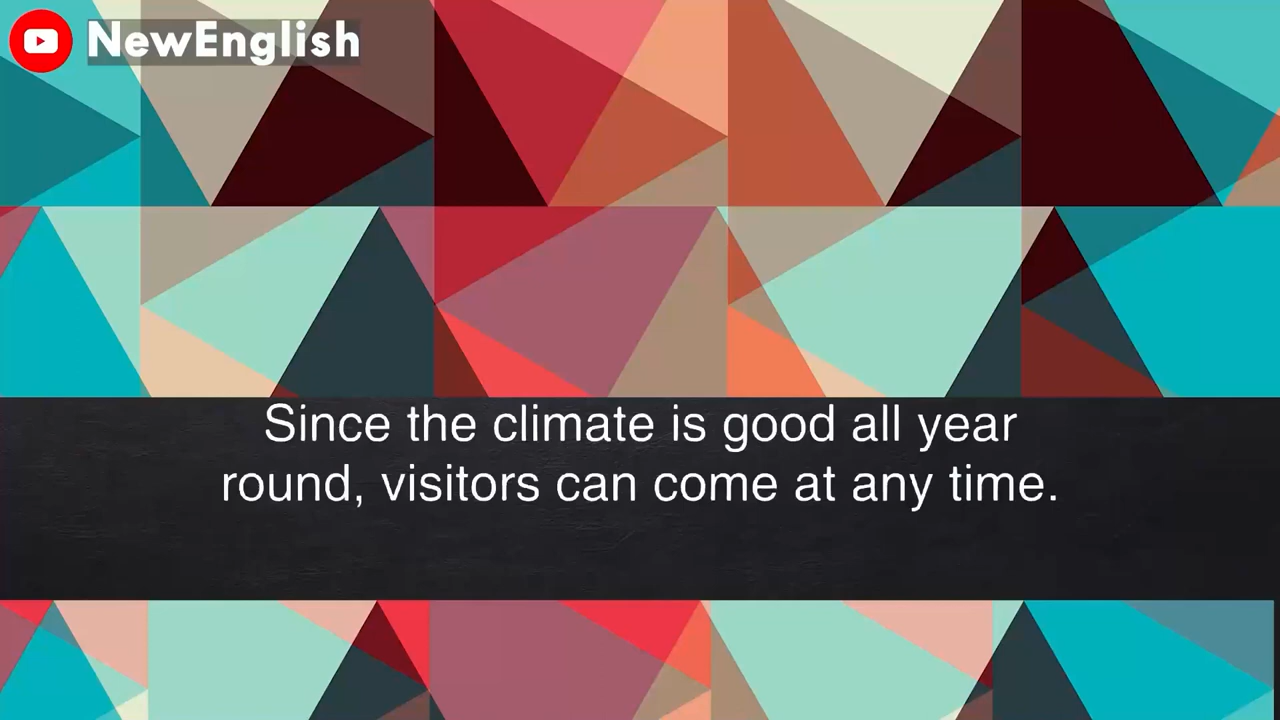 NewEnglish
Since the climate is good all year
round, visitors can come at any time.